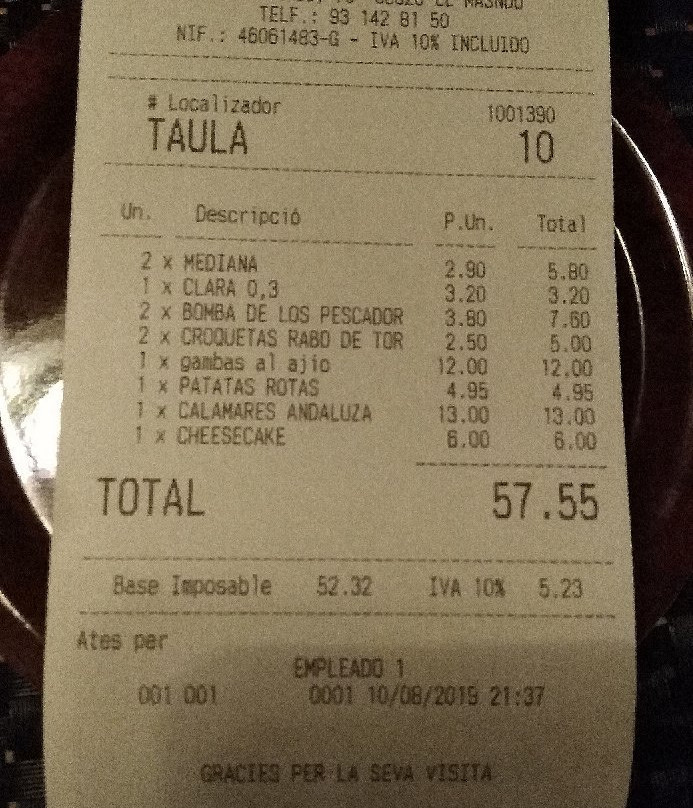 EL MASNOU
TELF.: 93 142 81 50
NIF.: 46061483-G - IVA 10% INCLUIDO
# Localizador 1001390
TAULA 10
Un. Descripció P.Un. Total
2 x MEDIANA 2.90 5.80
1 x CLARA 0,3 3.20 3.20
2 x BOMBA DE LOS PESCADOR 3.80 7.60
2 x CROQUETAS RABO DE TOR 2.50 5.00
1 x gambas al ajio 12.00 12.00
1 x PATATAS ROTAS 4.95 4.95
1 x CALAMARES ANDALUZA 13.00 13.00
1 x CHEESECAKE 6.00 6.00
TOTAL 57.55
Base Imposable 52.32 IVA 10% 5.23
Ates per
EMPLEADO 1
001 001 0001 10/08/2019 21:37
GRACIES PER LA SEVA VISITA